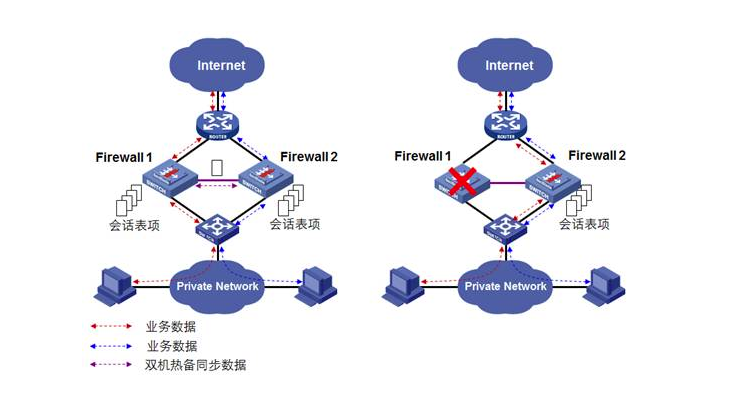 Internet
ROUTER
Firewall 1
Firewall 2
SWITCH
SWITCH
会话表项
会话表项
Private Network
业务数据
业务数据
双机热备同步数据
Internet
ROUTER
Firewall 1
Firewall 2
SWITCH
SWITCH
会话表项
Private Network